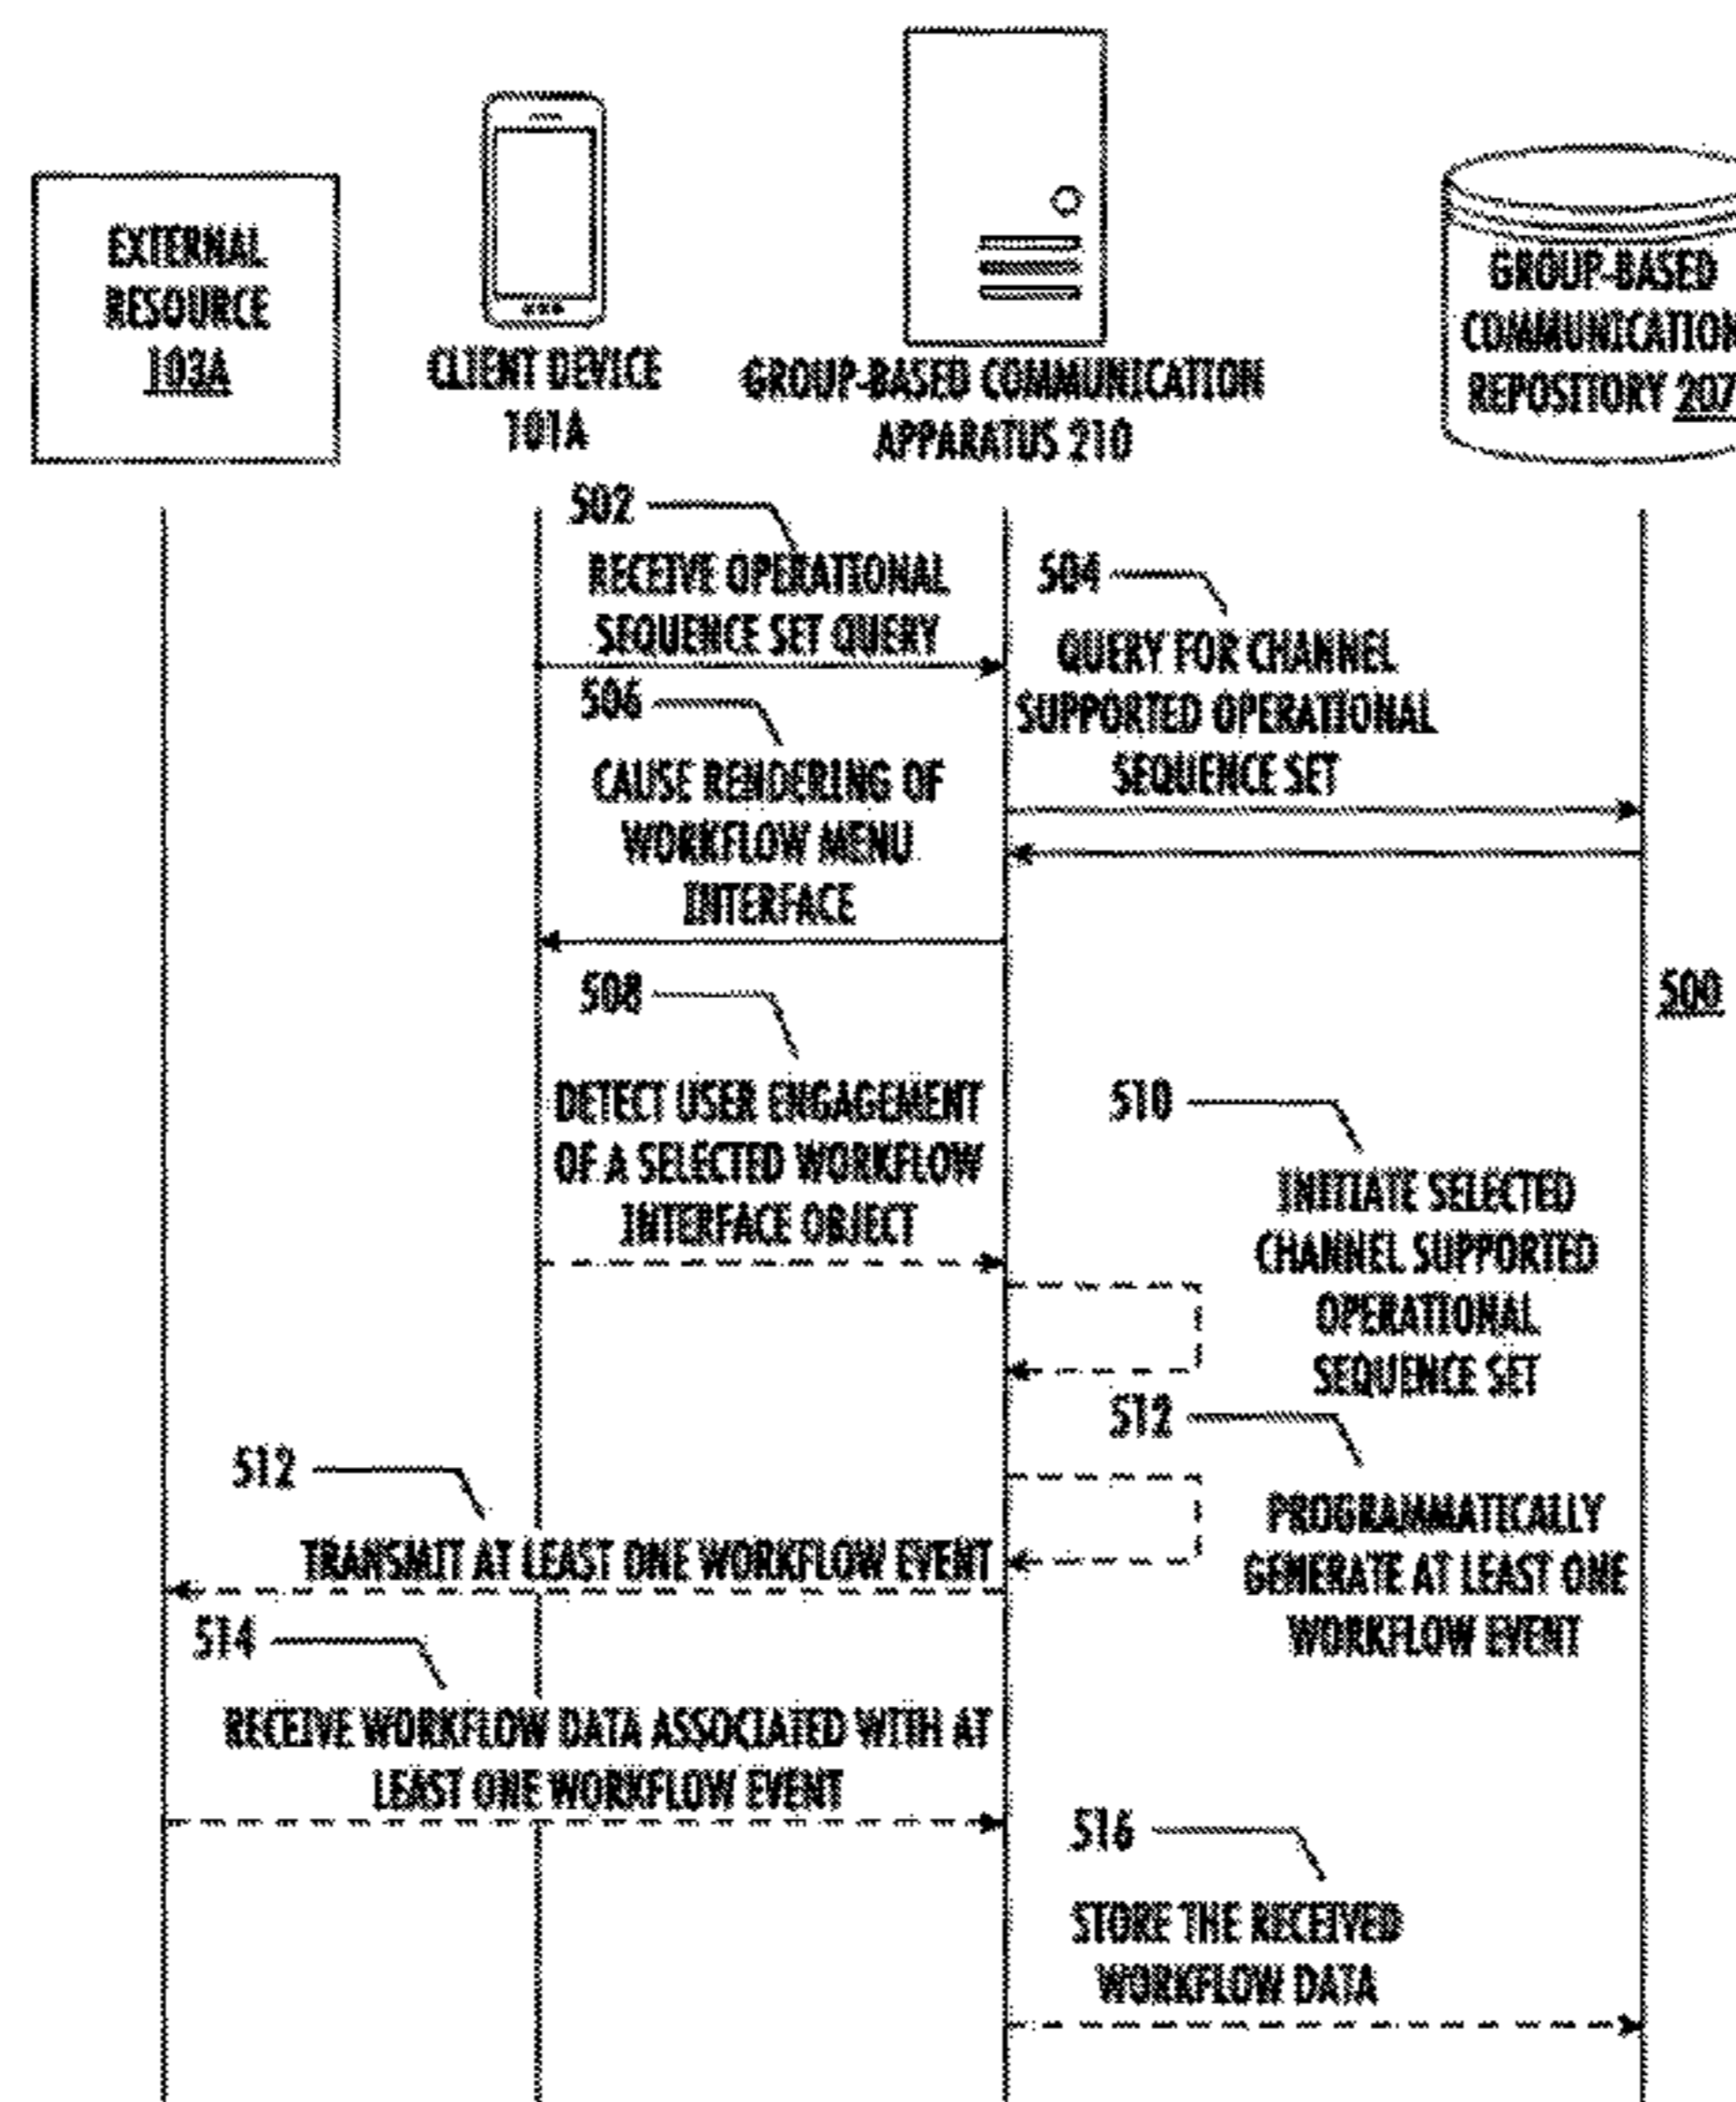 EXTERNAL
RESOURCE
103A
CLIENT DEVICE
101A
GROUP-BASED COMMUNICATION
APPARATUS 210
GROUP-BASED
COMMUNICATION
REPOSITORY 207
502
RECEIVE OPERATIONAL
SEQUENCE SET QUERY
504
QUERY FOR CHANNEL
SUPPORTED OPERATIONAL
SEQUENCE SET
506
CAUSE RENDERING OF
WORKFLOW MENU
INTERFACE
500
508
DETECT USER ENGAGEMENT
OF A SELECTED WORKFLOW
INTERFACE OBJECT
510
INITIATE SELECTED
CHANNEL SUPPORTED
OPERATIONAL
SEQUENCE SET
512
PROGRAMMATICALLY
GENERATE AT LEAST ONE
WORKFLOW EVENT
512
TRANSMIT AT LEAST ONE WORKFLOW EVENT
514
RECEIVE WORKFLOW DATA ASSOCIATED WITH AT
LEAST ONE WORKFLOW EVENT
516
STORE THE RECEIVED
WORKFLOW DATA